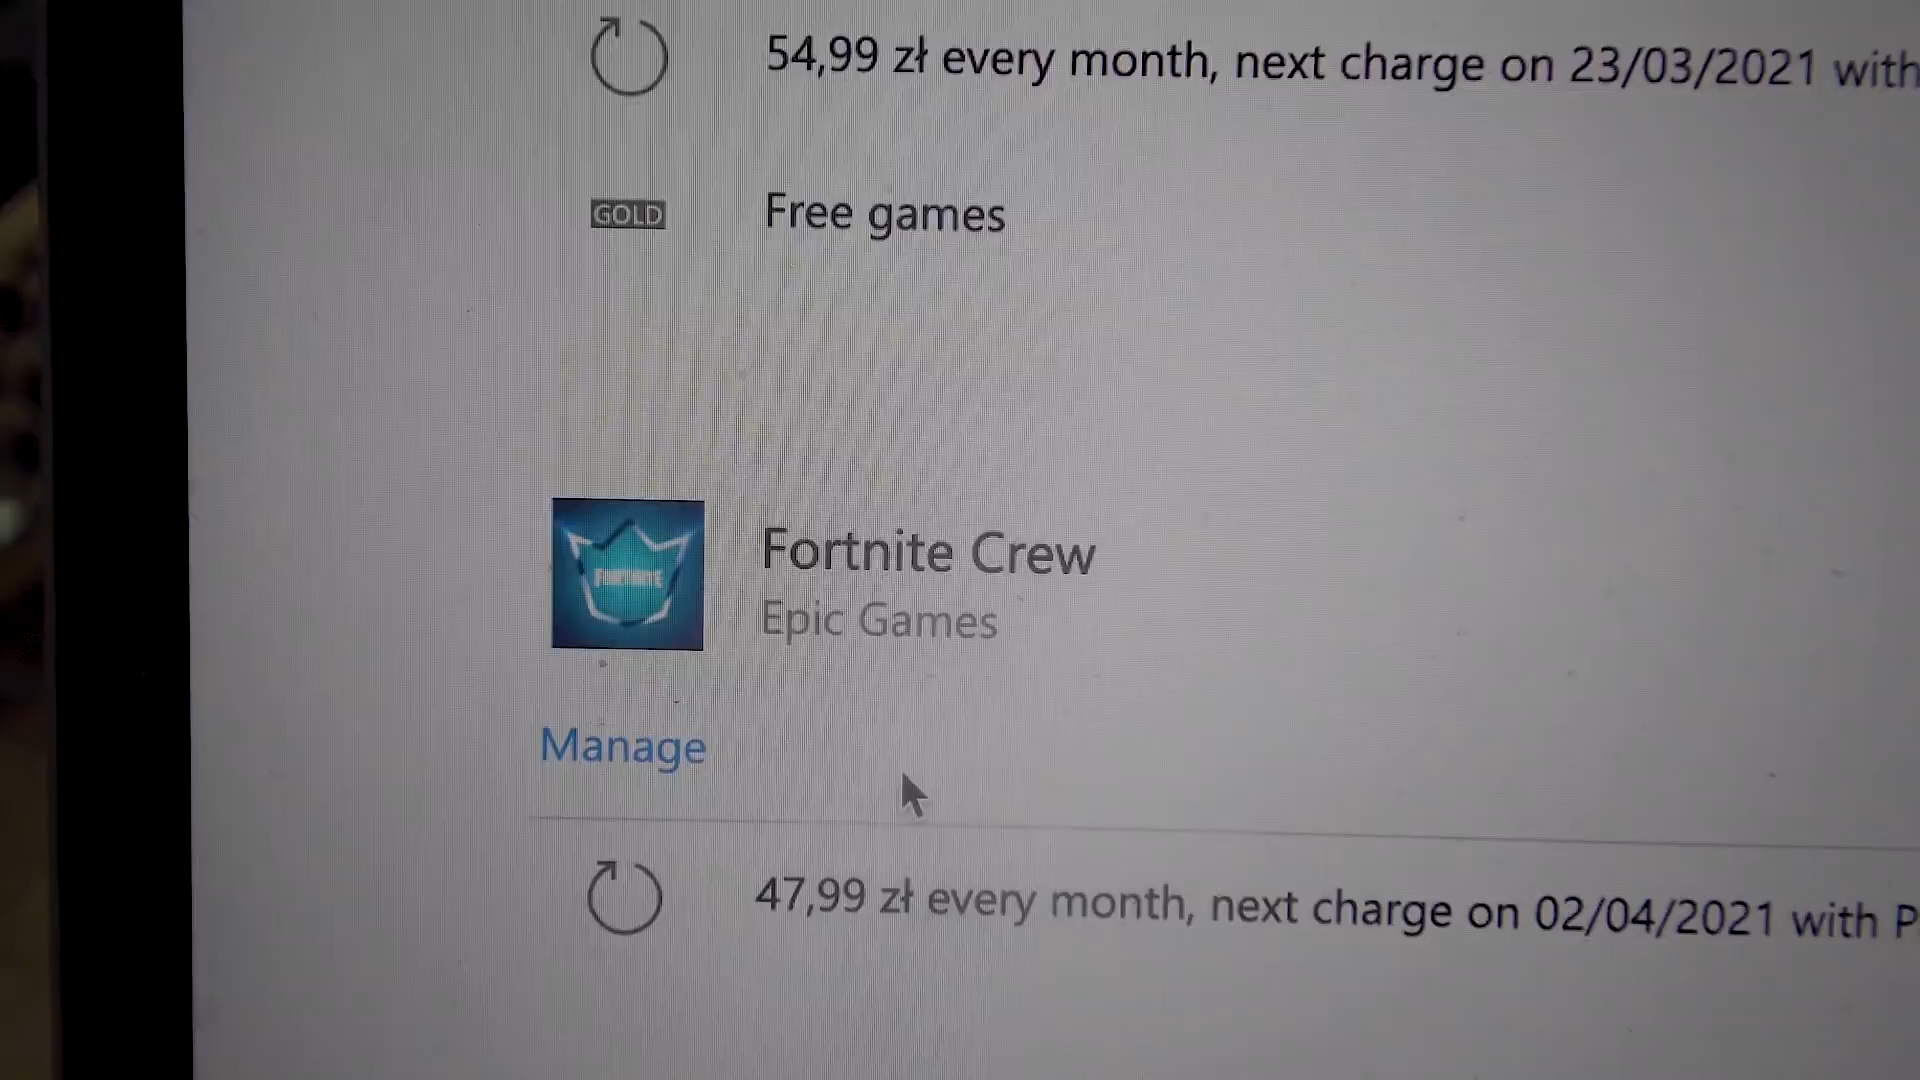 54,99 zł every month, next charge on 23/03/2021 with
GOLD
Free games
FORTNITE
Fortnite Crew
Epic Games
Manage
47,99 zł every month, next charge on 02/04/2021 with P